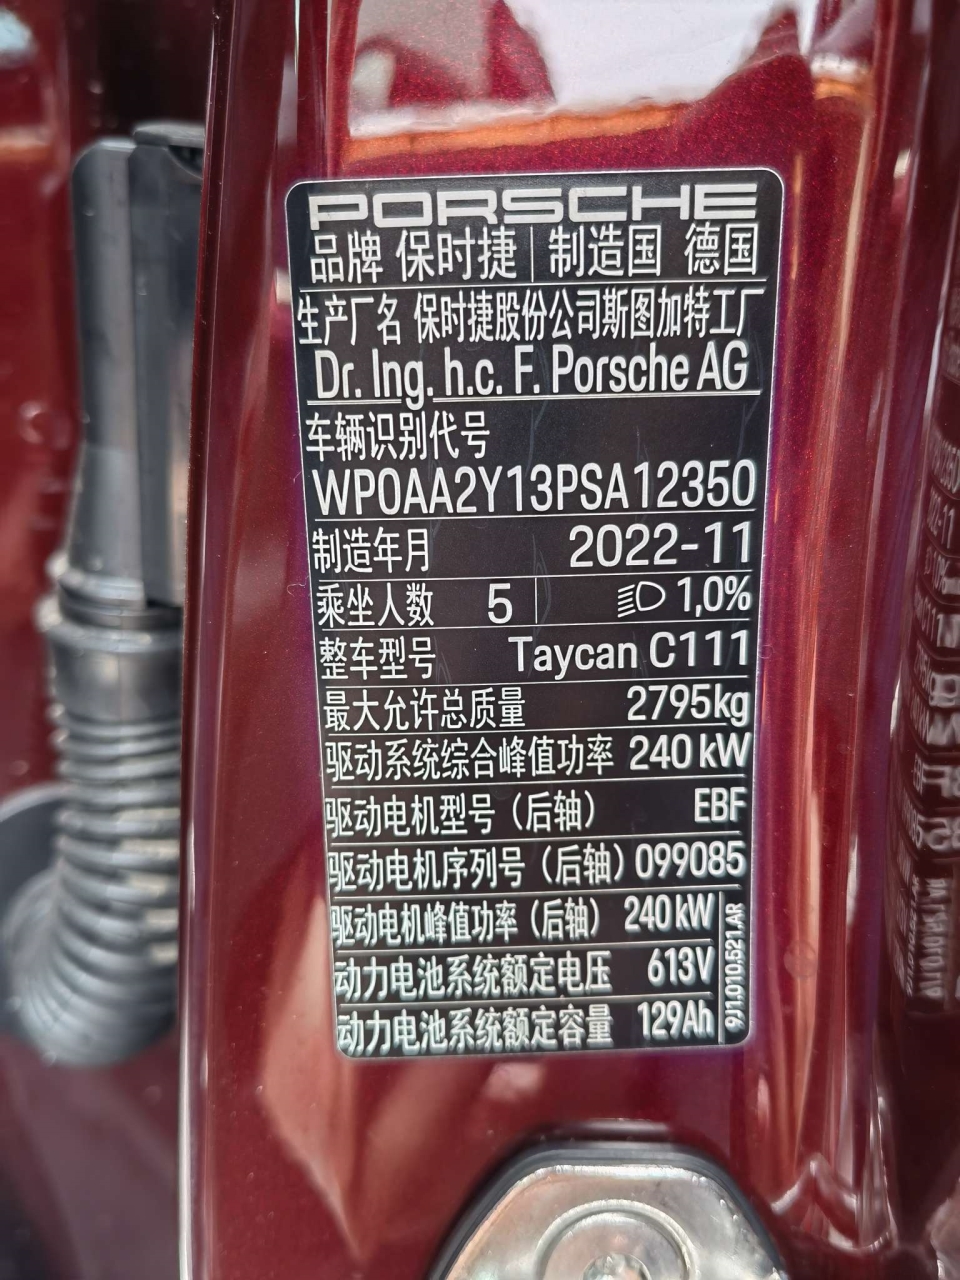 PORSCHE
品牌 保时捷 制造国 德国
生产厂名 保时捷股份公司斯图加特工厂
Dr. Ing. h.c. F. Porsche AG
车辆识别代号
WP0AA2Y13PSA12350
制造年月 2022-11
乘坐人数 5 1,0%
整车型号 Taycan C111
最大允许总质量 2795kg
驱动系统综合峰值功率 240 kW
驱动电机型号（后轴） EBF
驱动电机序列号（后轴） 099085
驱动电机峰值功率（后轴） 240 kW
动力电池系统额定电压 613V
动力电池系统额定容量 129Ah
9J1.010.521.AR